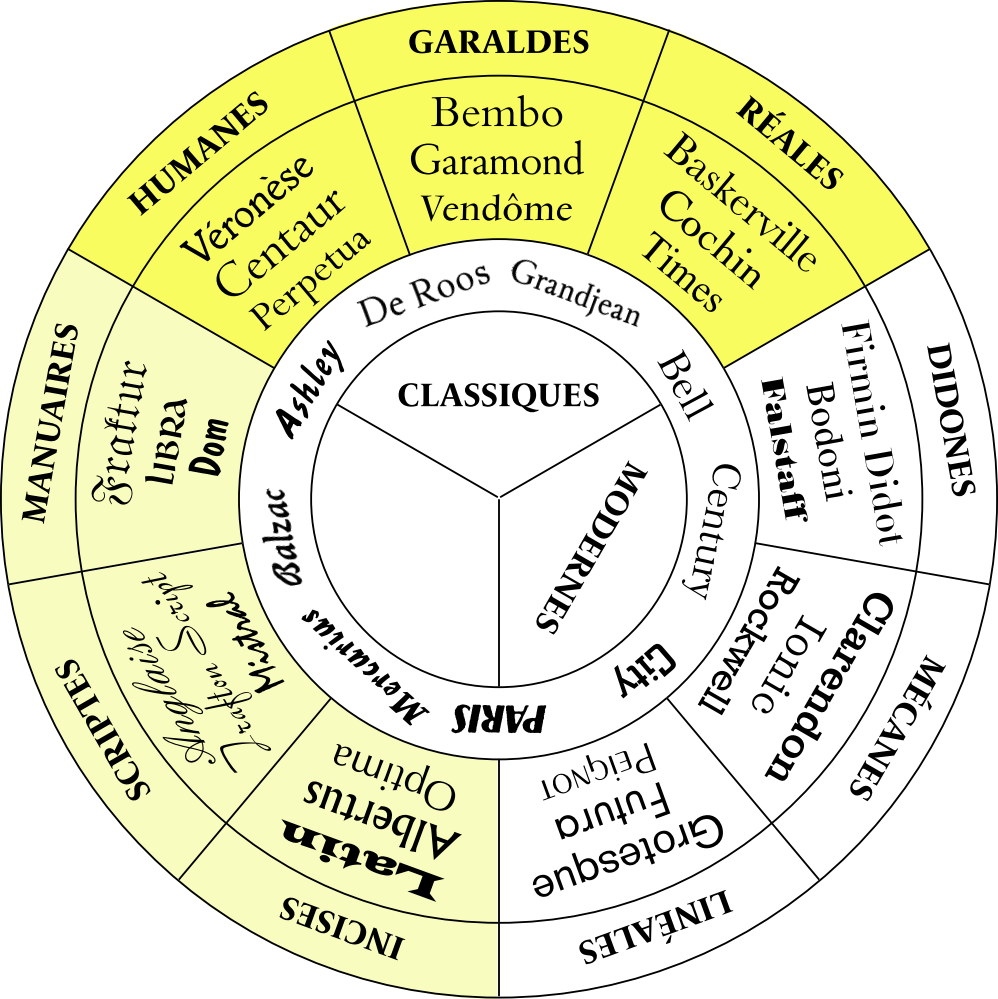 GARALDES
Bembo
Garamond
Vendôme
RÉALES
Baskerville
Cochin
Times
DIDONES
Firmin Didot
Bodoni
Falstaff
MÉCANES
Clarendon
Ionic
Rockwell
LINÉALES
Grotesque
Futura
PEIGNOT
INCISES
Latin
Albertus
Optima
SCRIPTES
Anglaise
Trafton Script
Mistral
MANUAIRES
Fraktur
LIBRA
Dom
HUMANES
Véronèse
Centaur
Perpetua
De Roos
Grandjean
Bell
Century
City
PARIS
Mercurius
Balzac
Ashley
CLASSIQUES
MODERNES